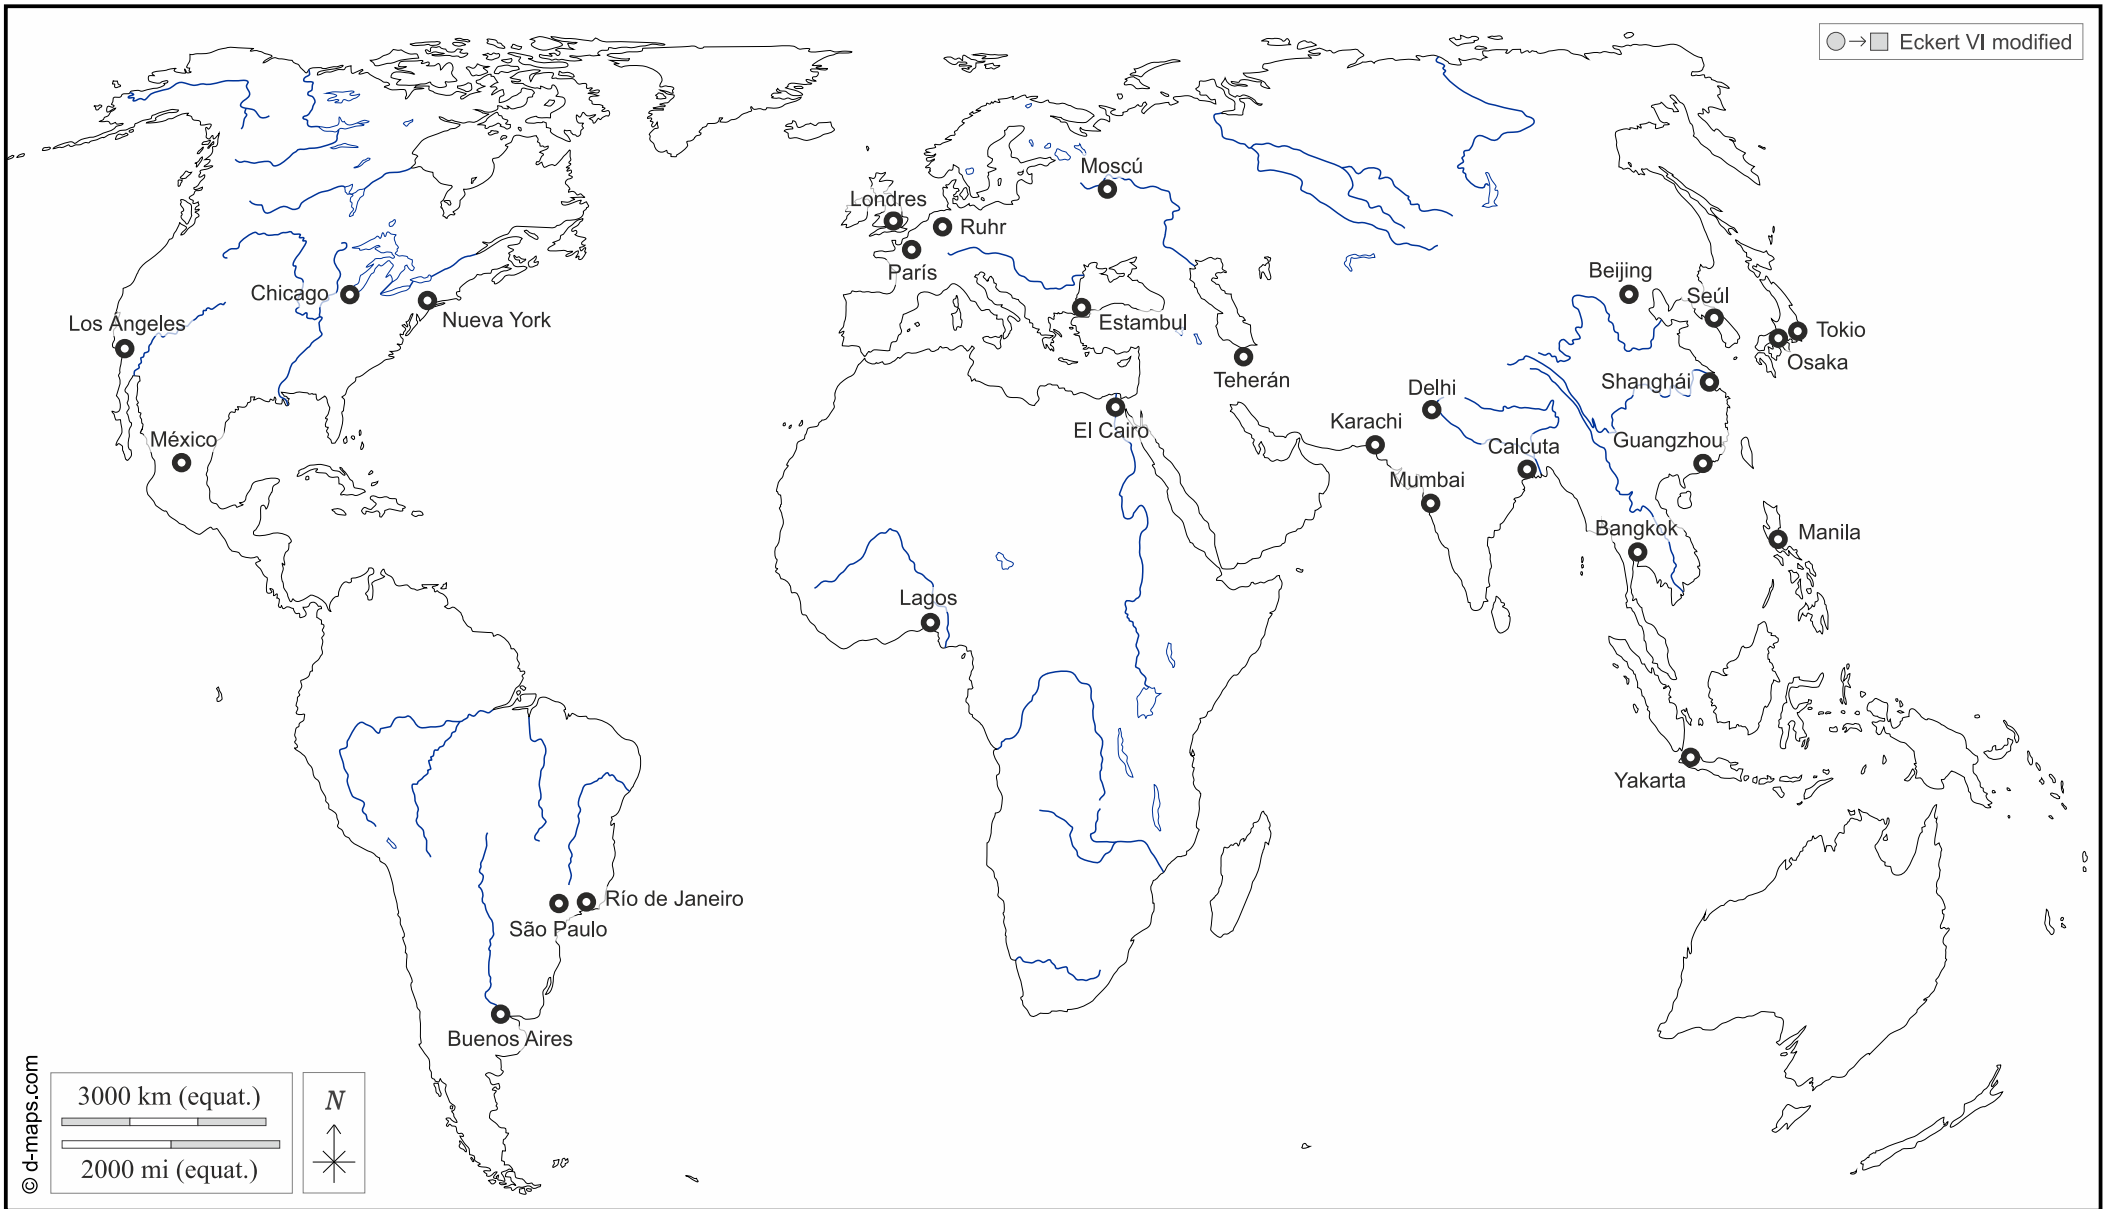 Eckert VI modified
Moscú
Londres
Ruhr
París
Beijing
Seúl
Chicago
Nueva York
Los Ángeles
Estambul
Tokio
Osaka
Teherán
Shanghái
Delhi
Karachi
El Cairo
México
Calcuta
Guangzhou
Mumbai
Bangkok
Manila
Lagos
Yakarta
Río de Janeiro
São Paulo
Buenos Aires
© d-maps.com
3000 km (equat.)
2000 mi (equat.)
N